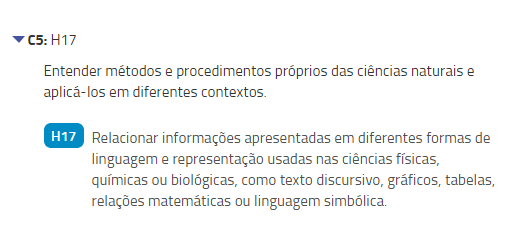 C5: H17
Entender métodos e procedimentos próprios das ciências naturais e
aplicá-los em diferentes contextos.
H17 Relacionar informações apresentadas em diferentes formas de
linguagem e representação usadas nas ciências físicas,
químicas ou biológicas, como texto discursivo, gráficos, tabelas,
relações matemáticas ou linguagem simbólica.